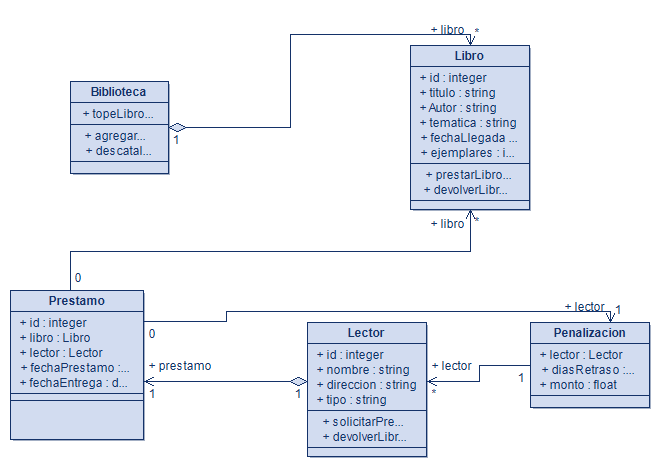 + libro *
Libro
+ id : integer
+ titulo : string
+ Autor : string
+ tematica : string
+ fechaLlegada ...
+ ejemplares : i...
+ prestarLibro...
+ devolverLibr...
Biblioteca
+ topeLibro...
+ agregar...
+ descatal...
1
+ libro *
0
Prestamo
+ id : integer
+ libro : Libro
+ lector : Lector
+ fechaPrestamo :...
+ fechaEntrega : d...
0
+ lector 1
+ prestamo
1
Lector
+ id : integer
+ nombre : string
+ direccion : string
+ tipo : string
+ solicitarPre...
+ devolverLibr...
1
+ lector
*
1
Penalizacion
+ lector : Lector
+ diasRetraso :...
+ monto : float